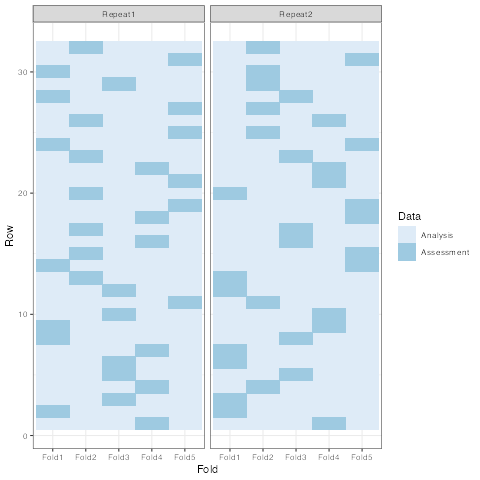 Repeat1 Repeat2
30
20
10
0
Row
Fold1 Fold2 Fold3 Fold4 Fold5 Fold1 Fold2 Fold3 Fold4 Fold5
Fold
Data
Analysis
Assessment